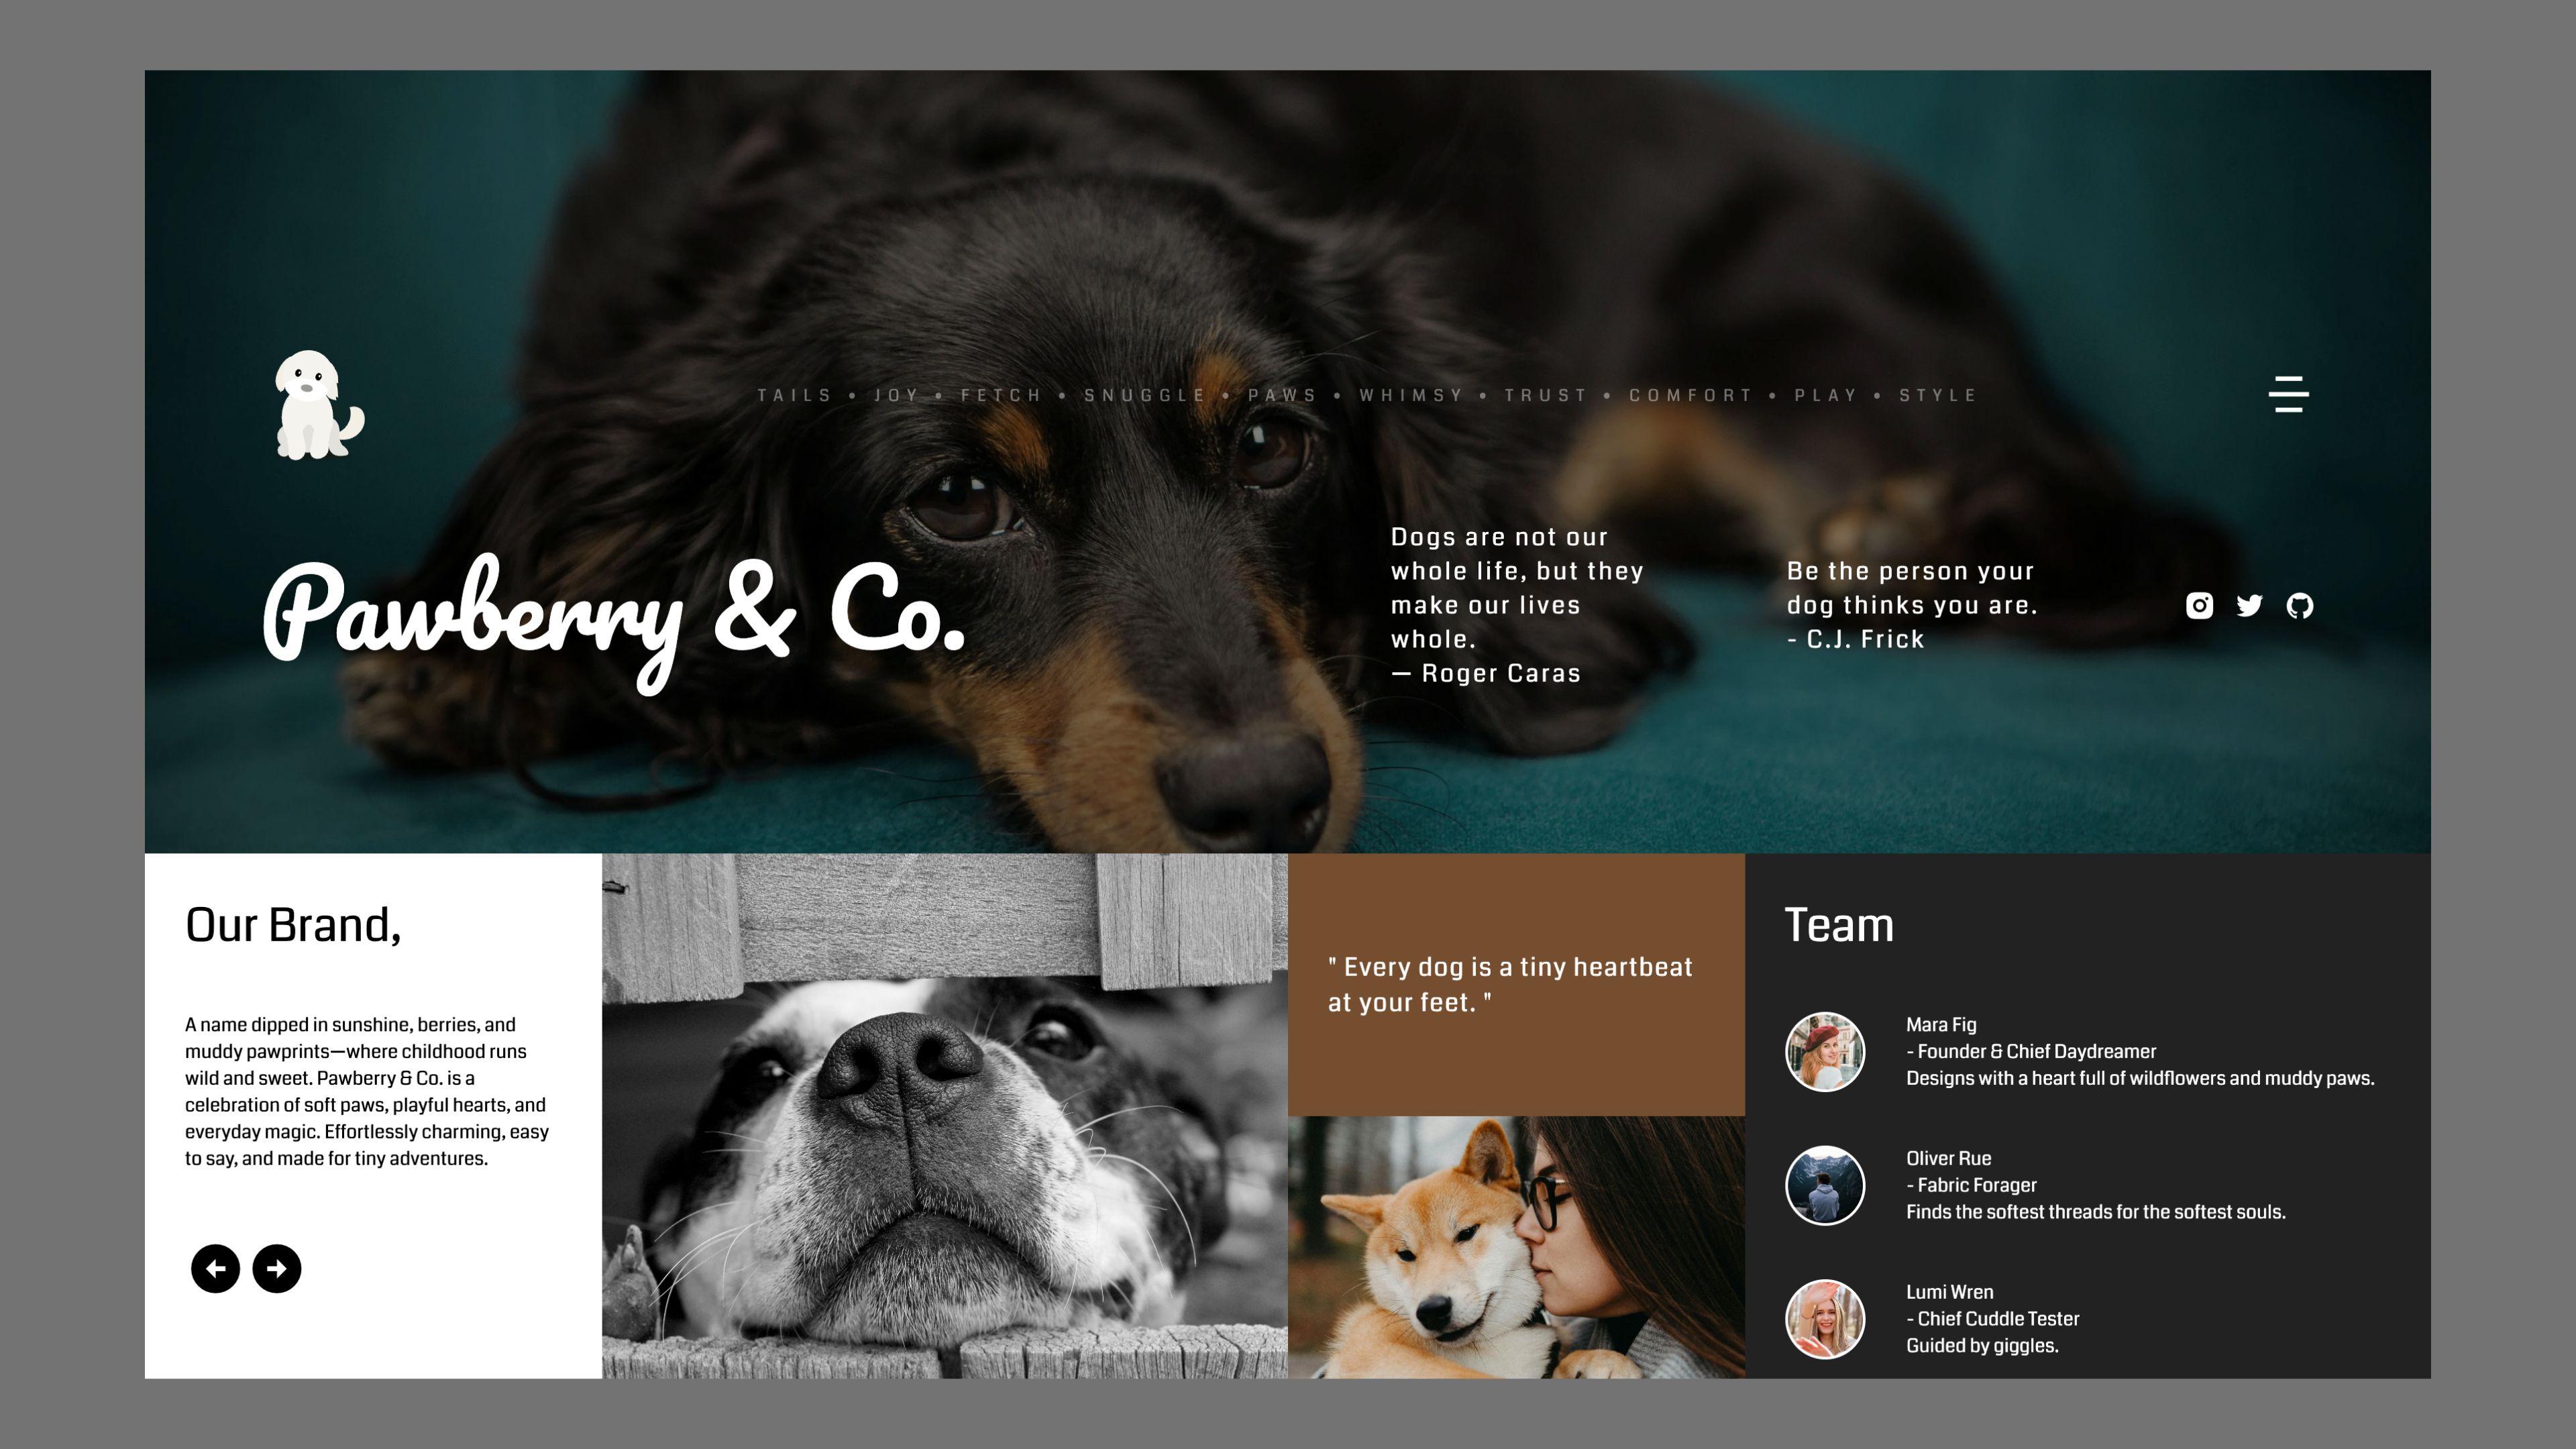 TAILS • JOY • FETCH • SNUGGLE • PAWS • WHIMSY • TRUST • COMFORT • PLAY • STYLE
Pawberry & Co.
Dogs are not our
whole life, but they
make our lives
whole.
— Roger Caras
Be the person your
dog thinks you are.
- C.J. Frick
Our Brand,
A name dipped in sunshine, berries, and
muddy pawprints—where childhood runs
wild and sweet. Pawberry & Co. is a
celebration of soft paws, playful hearts, and
everyday magic. Effortlessly charming, easy
to say, and made for tiny adventures.
" Every dog is a tiny heartbeat
at your feet. "
Team
Mara Fig
- Founder & Chief Daydreamer
Designs with a heart full of wildflowers and muddy paws.
Oliver Rue
- Fabric Forager
Finds the softest threads for the softest souls.
Lumi Wren
- Chief Cuddle Tester
Guided by giggles.